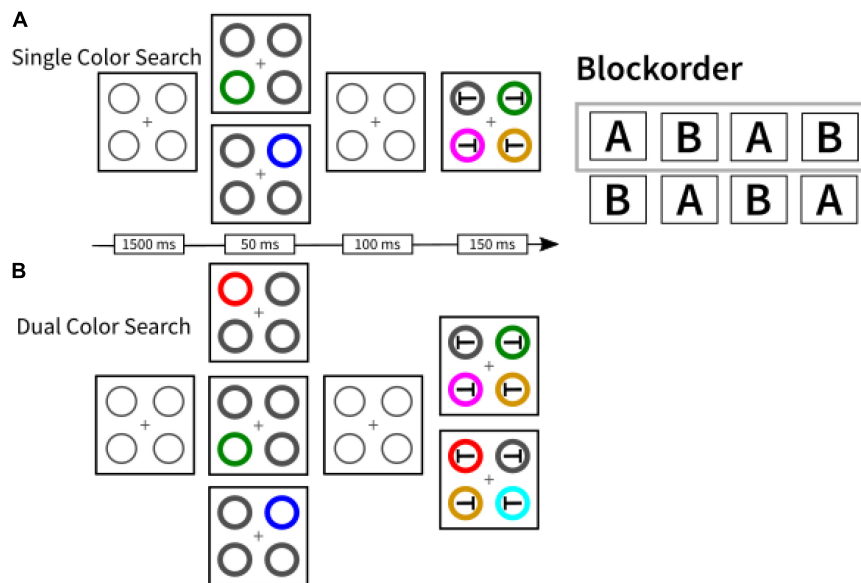 A
Single Color Search
Blockorder
A B A B
B A B A
1500 ms 50 ms 100 ms 150 ms
B
Dual Color Search